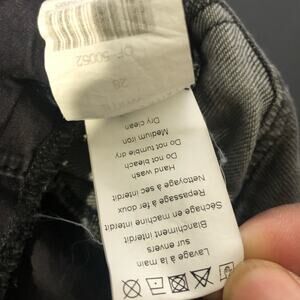 Lavage à la main
sur envers
Blanchiment interdit
Séchage en machine interdit
Repassage à fer doux
Nettoyage à sec interdit
Hand wash
Do not bleach
Do not tumble dry
Medium iron
Dry clean
28
OF 50052